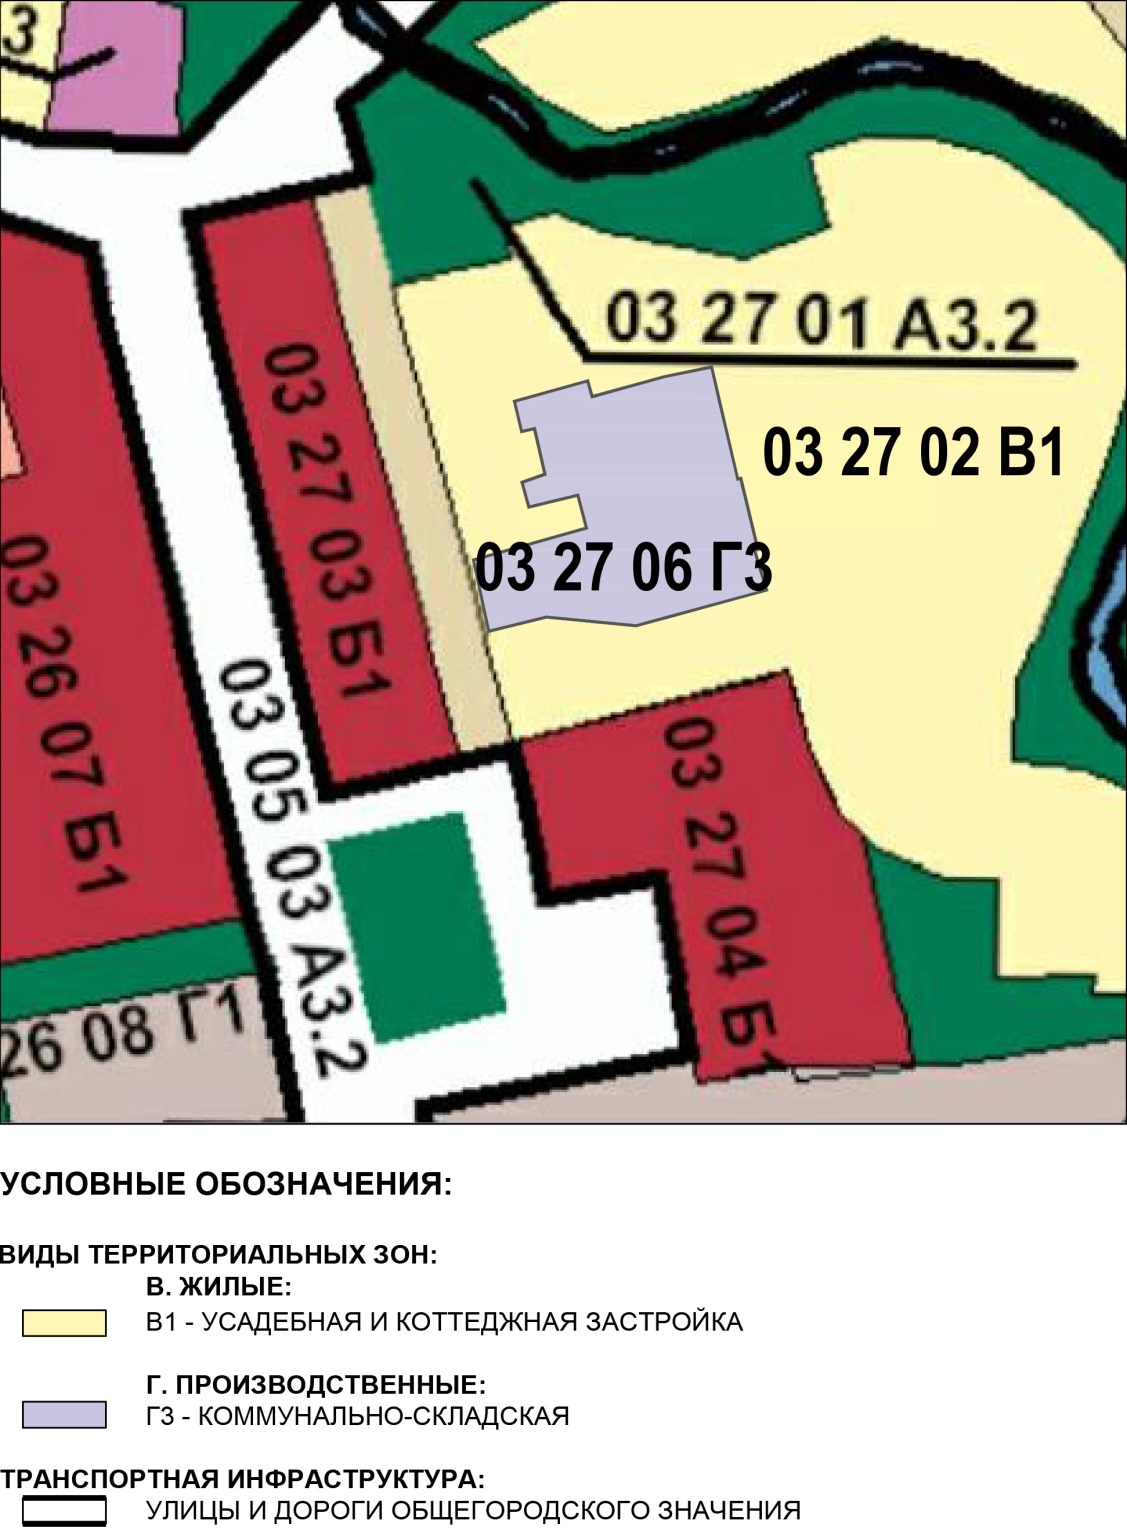 3
03 27 01 А3.2
03 27 02 В1
03 27 03 Б1
03 27 06 Г3
03 26 07 Б1
03 05 03 А3.2
03 27 04 Б1
26 08 Г1
УСЛОВНЫЕ ОБОЗНАЧЕНИЯ:
ВИДЫ ТЕРРИТОРИАЛЬНЫХ ЗОН:
В. ЖИЛЫЕ:
В1 - УСАДЕБНАЯ И КОТТЕДЖНАЯ ЗАСТРОЙКА
Г. ПРОИЗВОДСТВЕННЫЕ:
Г3 - КОММУНАЛЬНО-СКЛАДСКАЯ
ТРАНСПОРТНАЯ ИНФРАСТРУКТУРА:
УЛИЦЫ И ДОРОГИ ОБЩЕГОРОДСКОГО ЗНАЧЕНИЯ